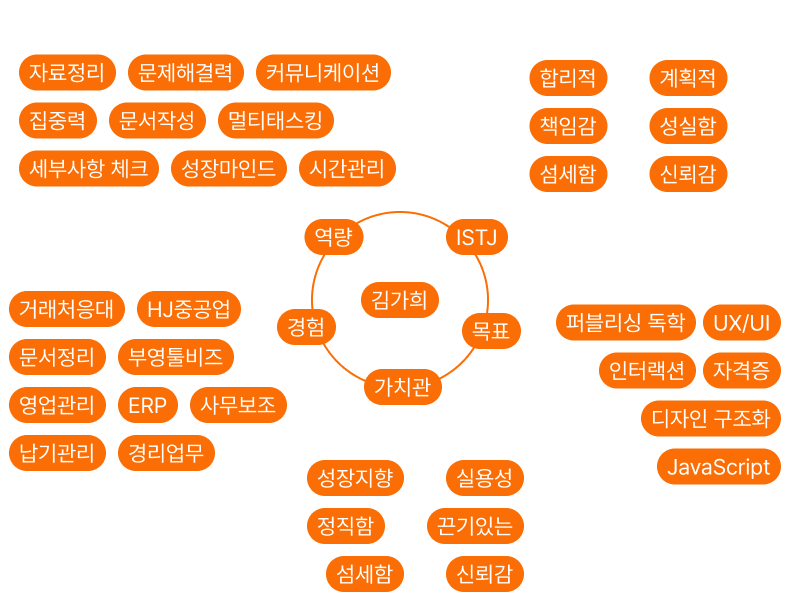 자료정리 문제해결력 커뮤니케이션
집중력 문서작성 멀티태스킹
세부사항 체크 성장마인드 시간관리
합리적 계획적
책임감 성실함
섬세함 신뢰감
역량 ISTJ
김가희
경험 목표
가치관
거래처응대 HJ중공업
문서정리 부영툴비즈
영업관리 ERP 사무보조
납기관리 경리업무
퍼블리싱 독학 UX/UI
인터랙션 자격증
디자인 구조화
JavaScript
성장지향 실용성
정직함 끈기있는
섬세함 신뢰감